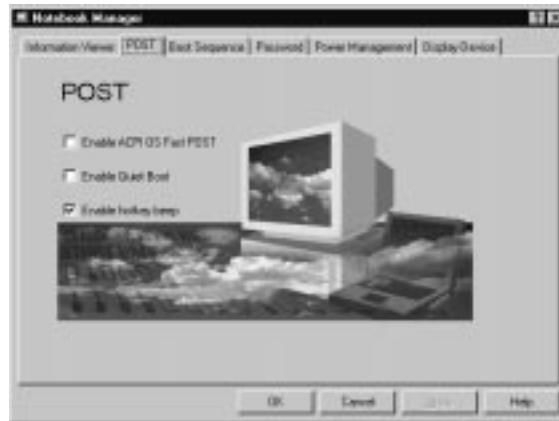 Notebook Manager
Information Viewer POST Boot Sequence Password Power Management Display Device
POST
Enable ACPI OS Fast POST
Enable Quiet Boot
Enable hotkey beep
OK Cancel Help